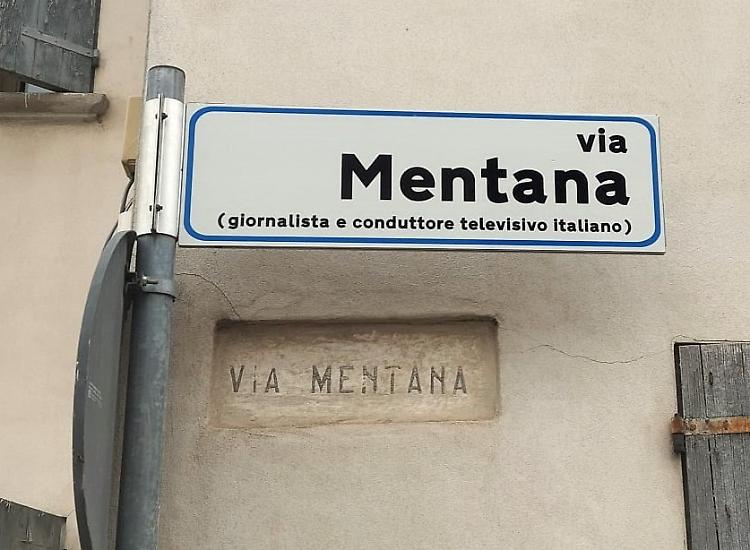 via
Mentana
(giornalista e conduttore televisivo italiano)
VIA MENTANA